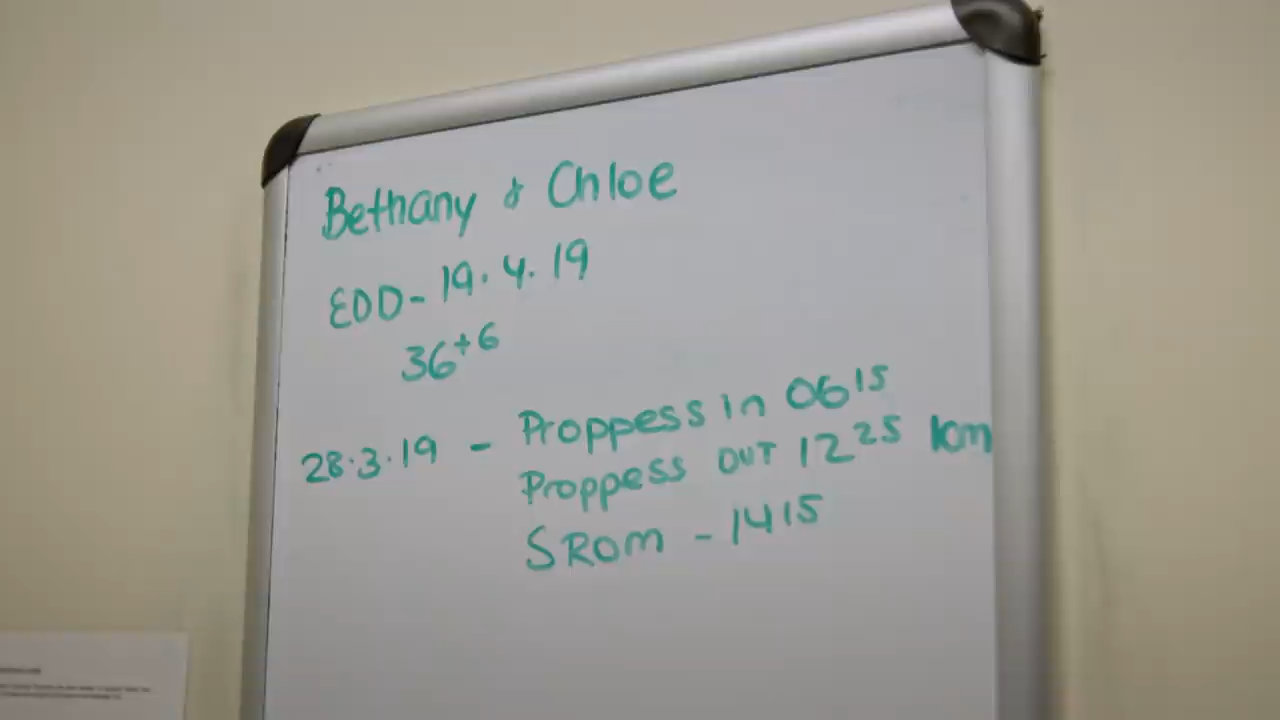 Bethany & Chloe
EDD - 19.4.19
36+6
28.3.19 - Proppess in 0615
Proppess OUT 1225 1cm
SROM - 1415